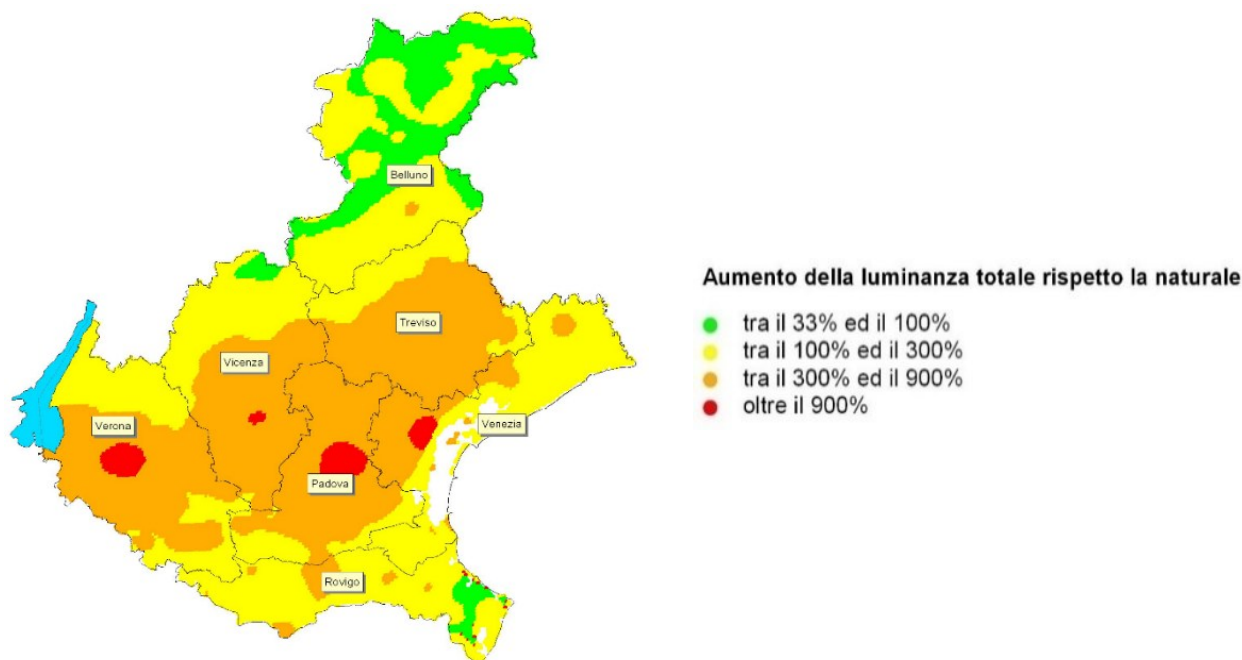 Belluno
Treviso
Vicenza
Verona
Venezia
Padova
Rovigo
Aumento della luminanza totale rispetto la naturale
tra il 33% ed il 100%
tra il 100% ed il 300%
tra il 300% ed il 900%
oltre il 900%